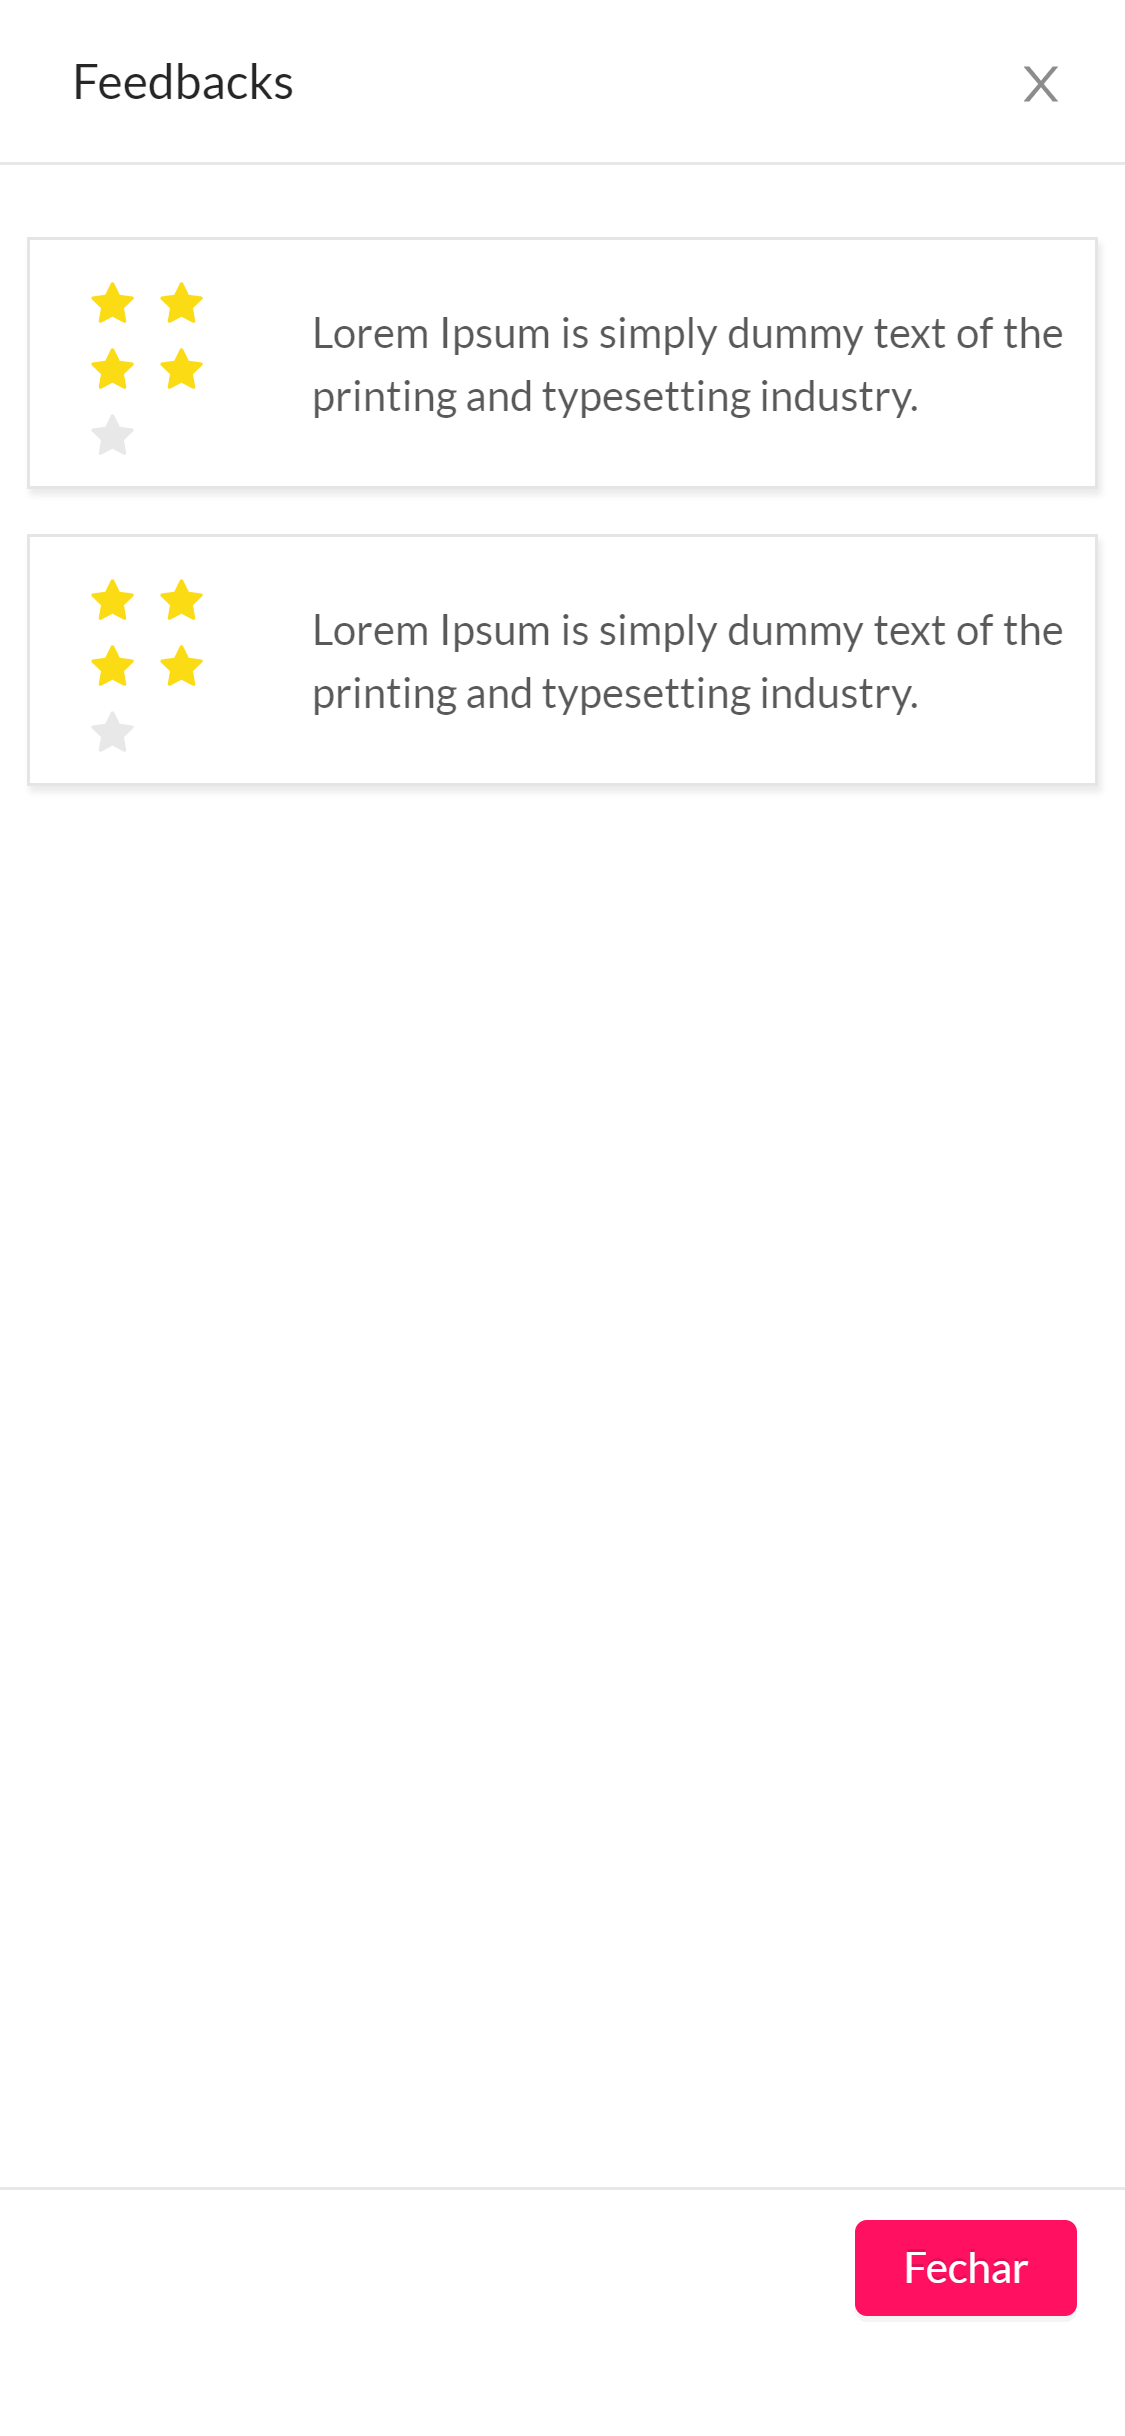 Feedbacks
Lorem Ipsum is simply dummy text of the
printing and typesetting industry.
Lorem Ipsum is simply dummy text of the
printing and typesetting industry.
Fechar